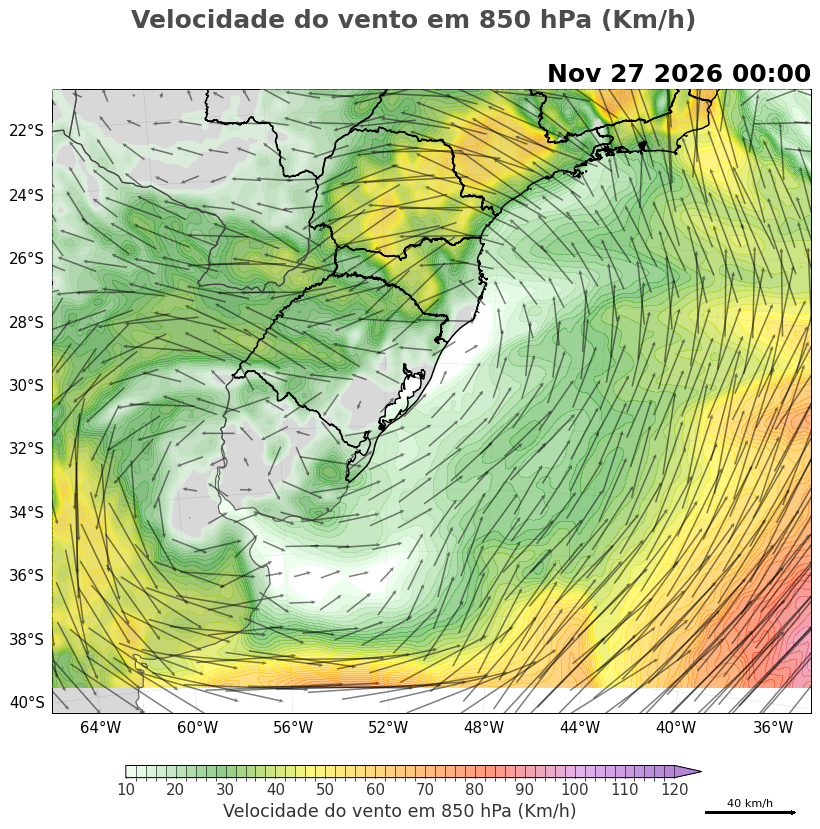 Velocidade do vento em 850 hPa (Km/h)
Nov 27 2026 00:00
22°S
24°S
26°S
28°S
30°S
32°S
34°S
36°S
38°S
40°S
64°W 60°W 56°W 52°W 48°W 44°W 40°W 36°W
10 20 30 40 50 60 70 80 90 100 110 120
Velocidade do vento em 850 hPa (Km/h)
40 km/h